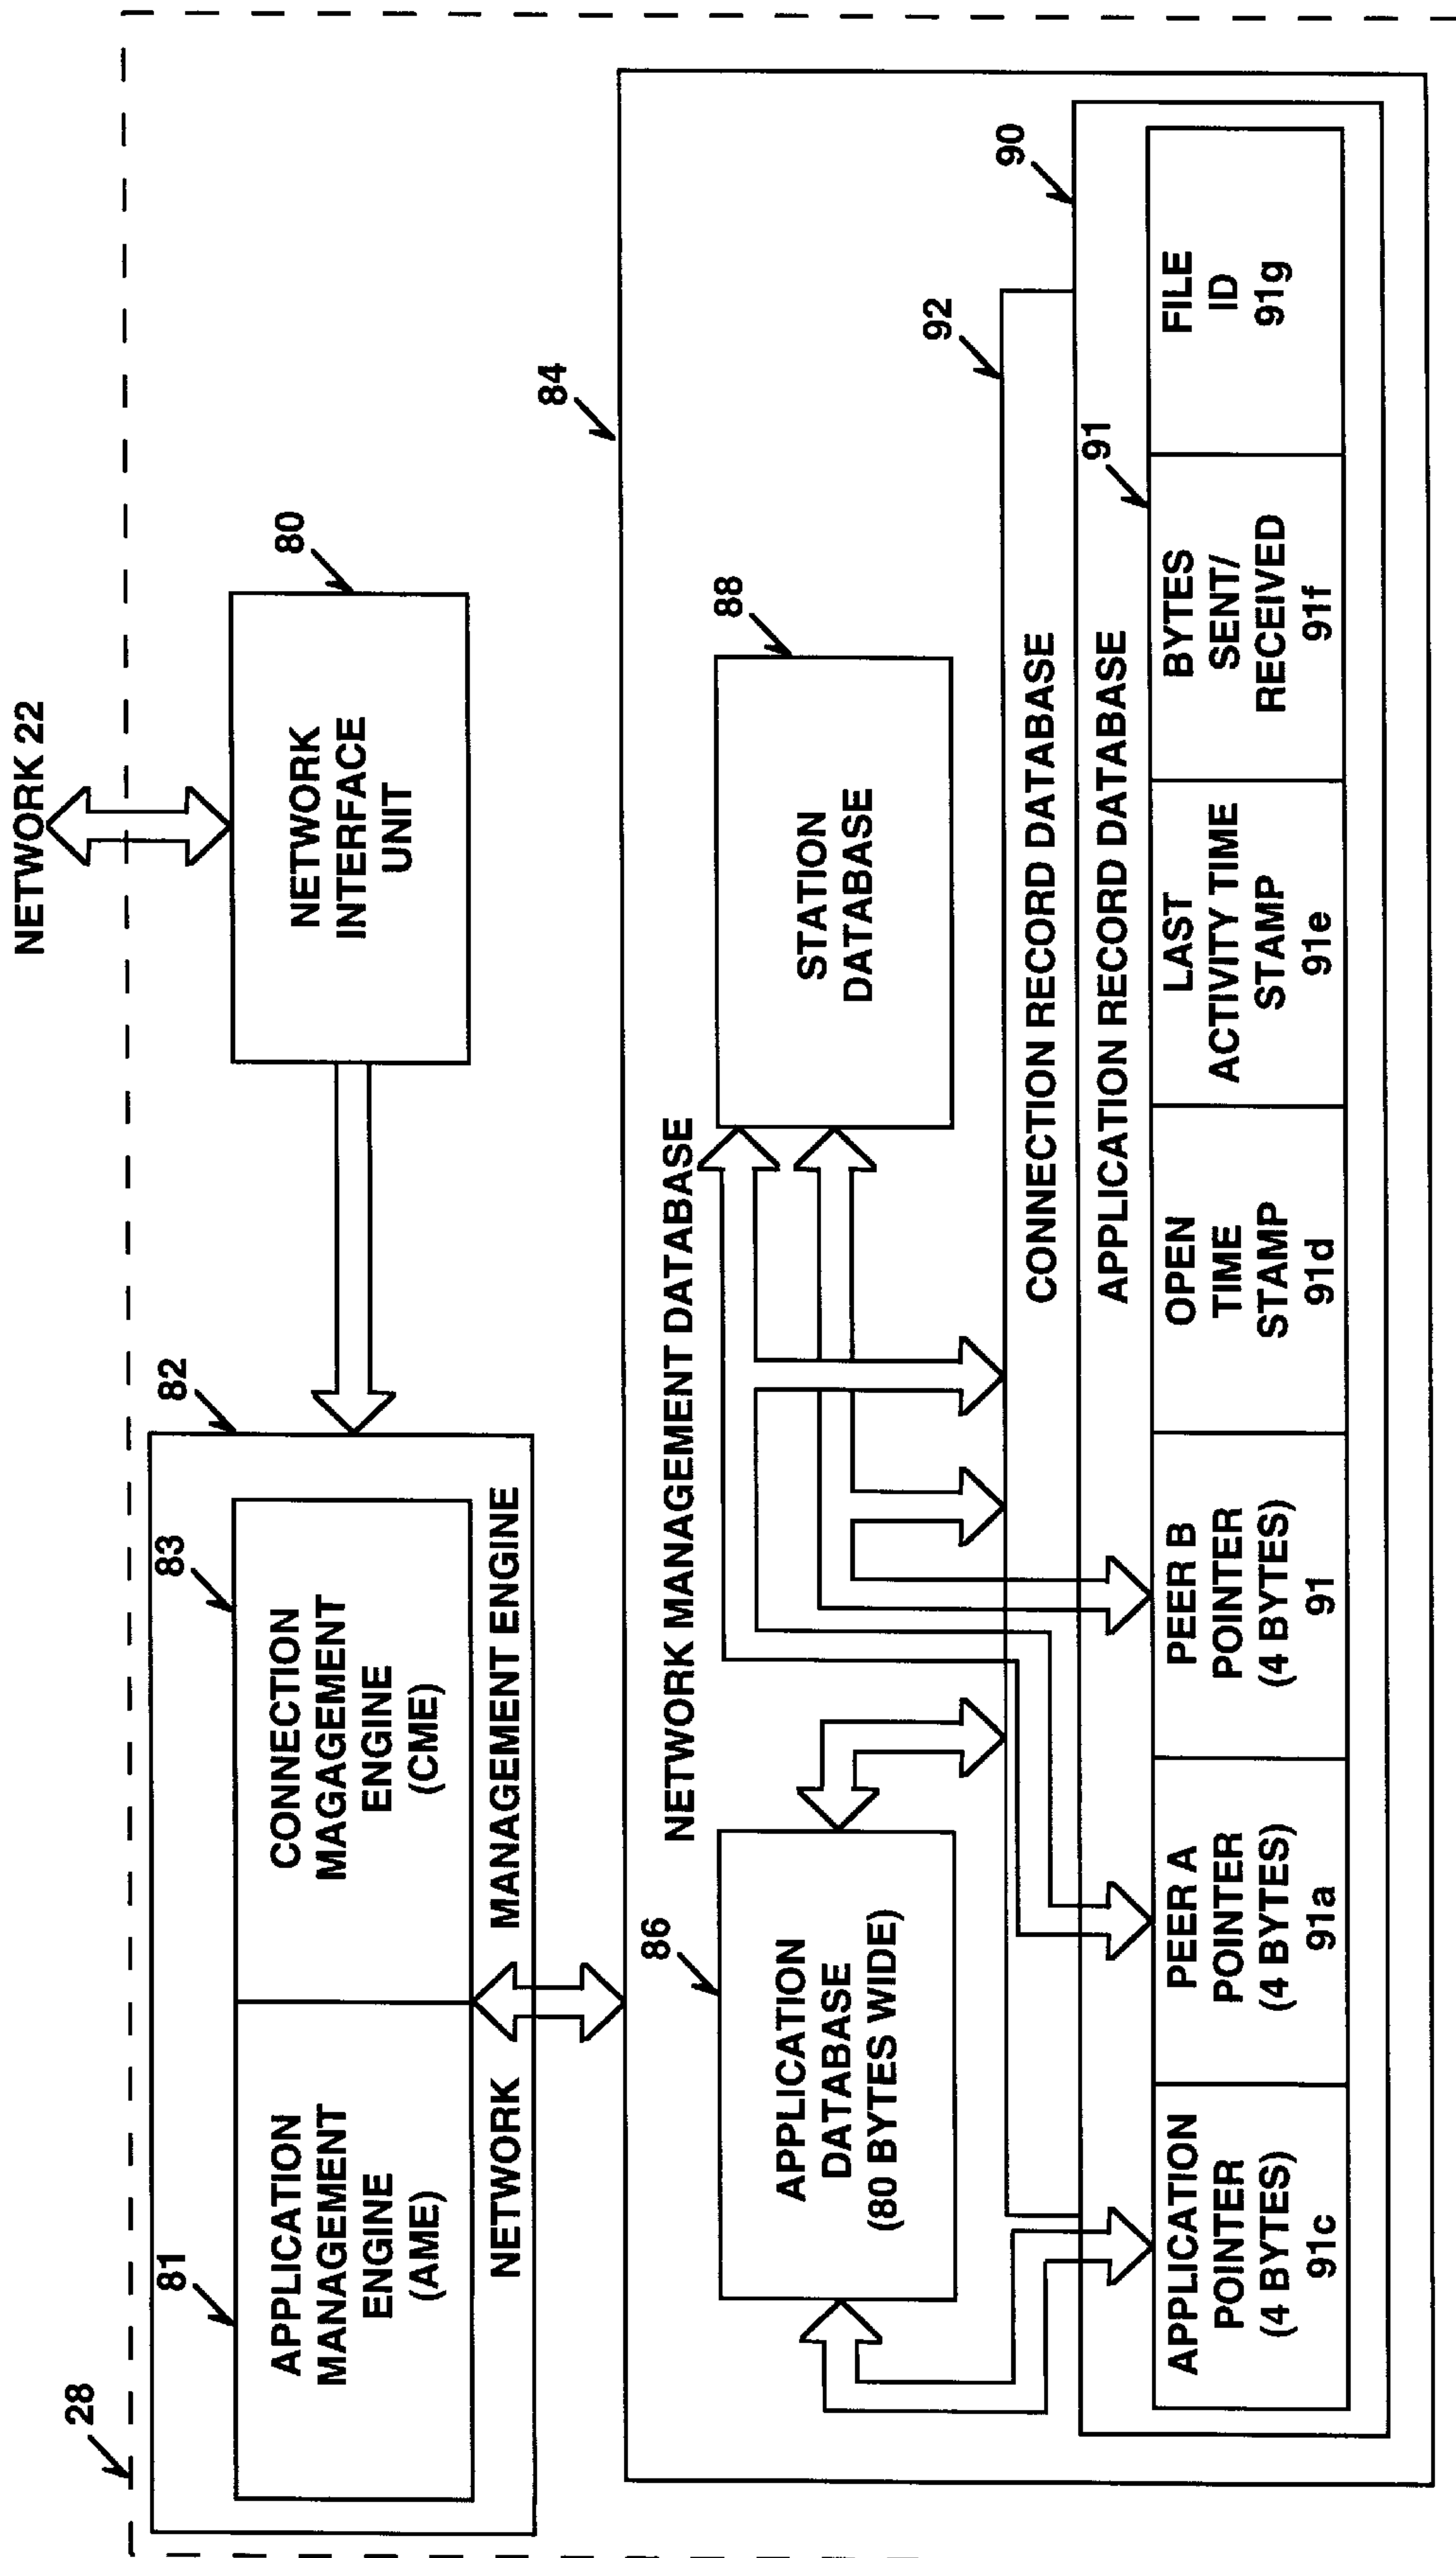 NETWORK 22
28
80
NETWORK
INTERFACE
UNIT
82
81
APPLICATION
MANAGEMENT
ENGINE
(AME)
83
CONNECTION
MAGAGEMENT
ENGINE
(CME)
NETWORK MANAGEMENT ENGINE
84
NETWORK MANAGEMENT DATABASE
86
APPLICATION
DATABASE
(80 BYTES WIDE)
88
STATION
DATABASE
92
CONNECTION RECORD DATABASE
90
APPLICATION RECORD DATABASE
91
APPLICATION
POINTER
(4 BYTES)
91c
PEER A
POINTER
(4 BYTES)
91a
PEER B
POINTER
(4 BYTES)
91
OPEN
TIME
STAMP
91d
LAST
ACTIVITY TIME
STAMP
91e
BYTES
SENT/
RECEIVED
91f
FILE
ID
91g